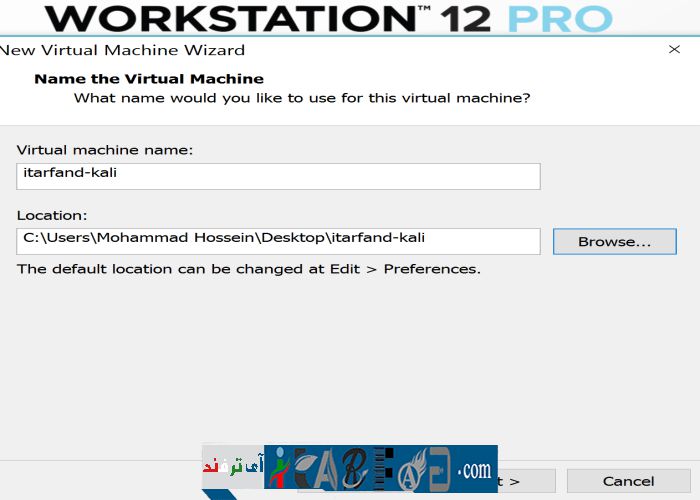 WORKSTATION™ 12 PRO
New Virtual Machine Wizard
Name the Virtual Machine
What name would you like to use for this virtual machine?
Virtual machine name:
itarfand-kali
Location:
C:\Users\Mohammad Hossein\Desktop\itarfand-kali
Browse...
The default location can be changed at Edit > Preferences.
آی ترفند
.com
Cancel